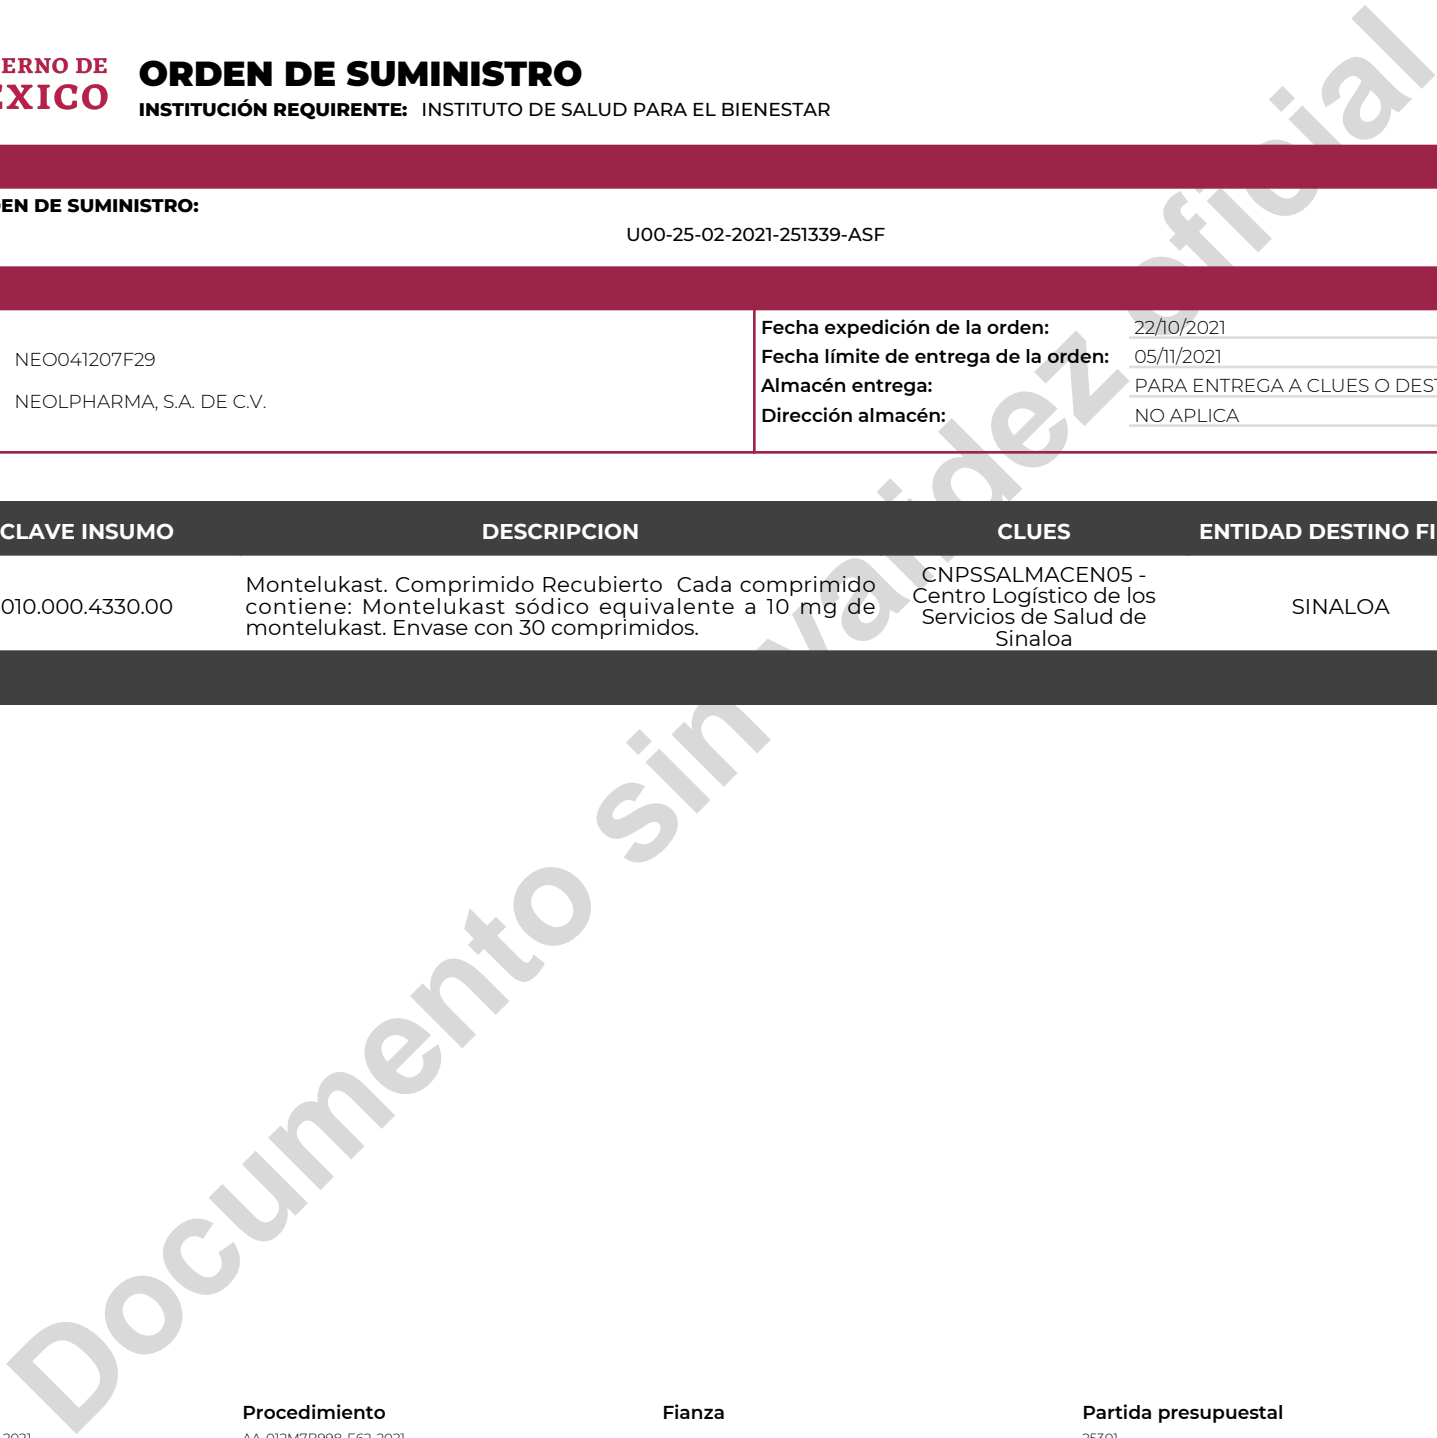 ERNO DE
EXICO
ORDEN DE SUMINISTRO
INSTITUCIÓN REQUIRENTE: INSTITUTO DE SALUD PARA EL BIENESTAR
EN DE SUMINISTRO:
U00-25-02-2021-251339-ASF
NEO041207F29
NEOLPHARMA, S.A. DE C.V.
Fecha expedición de la orden: 22/10/2021
Fecha límite de entrega de la orden: 05/11/2021
Almacén entrega: PARA ENTREGA A CLUES O DEST
Dirección almacén: NO APLICA
CLAVE INSUMO DESCRIPCION CLUES ENTIDAD DESTINO FI
010.000.4330.00
Montelukast. Comprimido Recubierto Cada comprimido
contiene: Montelukast sódico equivalente a 10 mg de
montelukast. Envase con 30 comprimidos.
CNPSSALMACEN05 -
Centro Logístico de los
Servicios de Salud de
Sinaloa
SINALOA
Documento sin validez oficial
Procedimiento Fianza Partida presupuestal